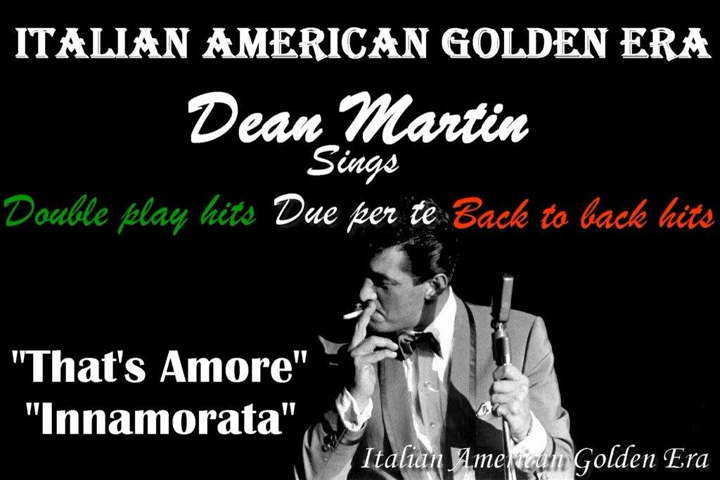 ITALIAN AMERICAN GOLDEN ERA
Dean Martin
Sings
Double play hits Due per te Back to back hits
"That's Amore"
"Innamorata"
Italian American Golden Era